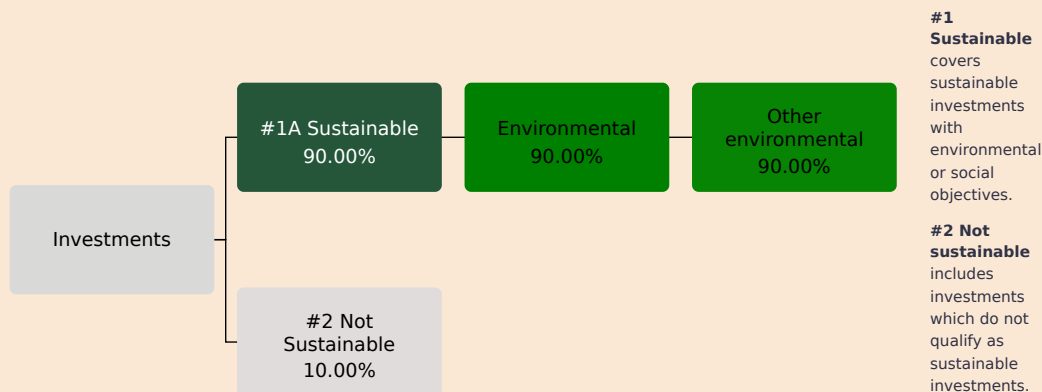 Investments
#1A Sustainable
90.00%
Environmental
90.00%
Other
environmental
90.00%
#2 Not
Sustainable
10.00%
#1
Sustainable
covers
sustainable
investments
with
environmental
or social
objectives.
#2 Not
sustainable
includes
investments
which do not
qualify as
sustainable
investments.